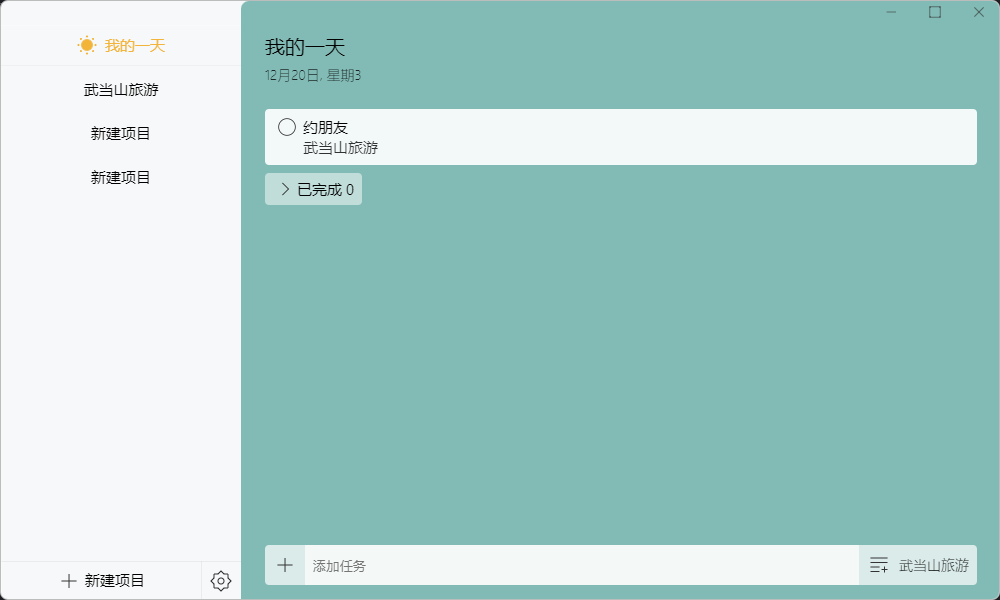 我的一天
武当山旅游
新建项目
新建项目
新建项目
我的一天
12月20日, 星期3
约朋友
武当山旅游
已完成 0
添加任务
武当山旅游